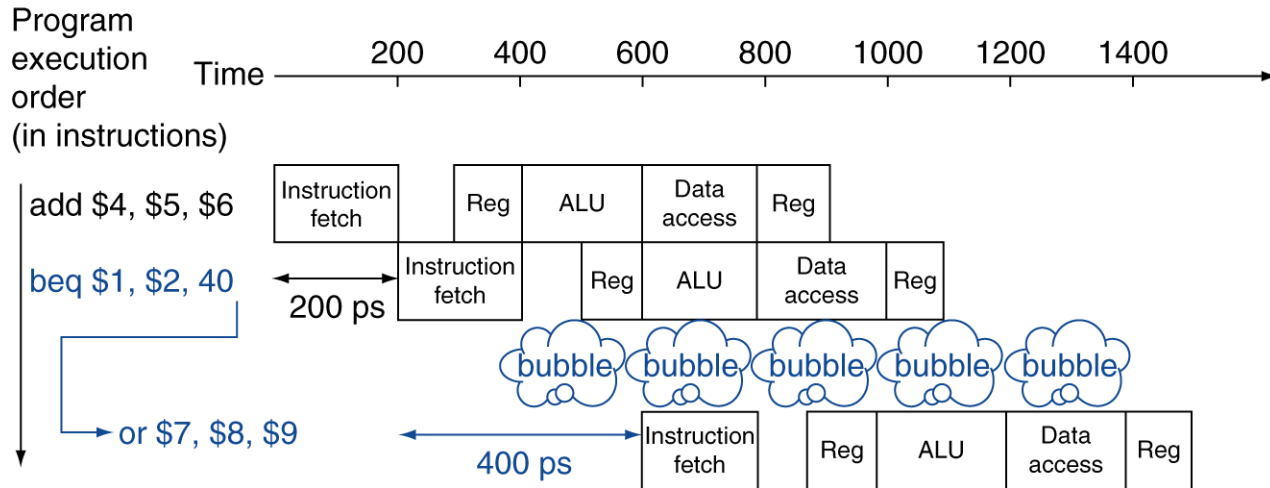 Program
execution
order
(in instructions)
Time
200 400 600 800 1000 1200 1400
add $4, $5, $6
Instruction
fetch
Reg
ALU
Data
access
Reg
beq $1, $2, 40
200 ps
Instruction
fetch
Reg
ALU
Data
access
Reg
bubble bubble bubble bubble bubble
or $7, $8, $9
400 ps
Instruction
fetch
Reg
ALU
Data
access
Reg